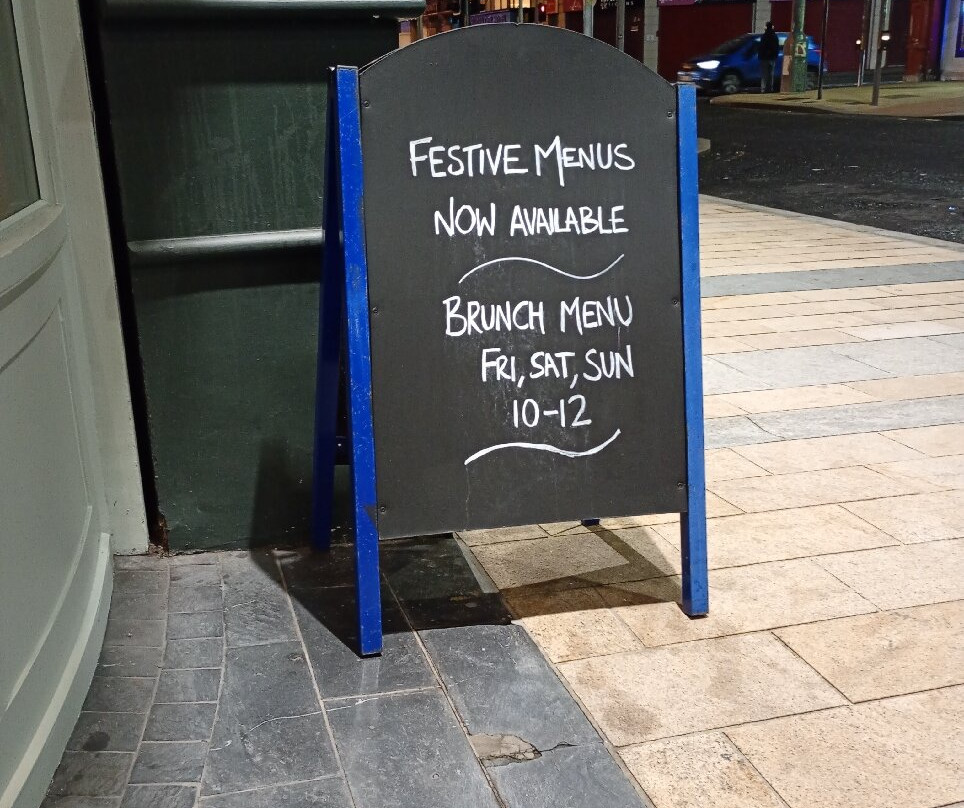 FESTIVE MENUS
NOW AVAILABLE
BRUNCH MENU
FRI, SAT, SUN
10-12